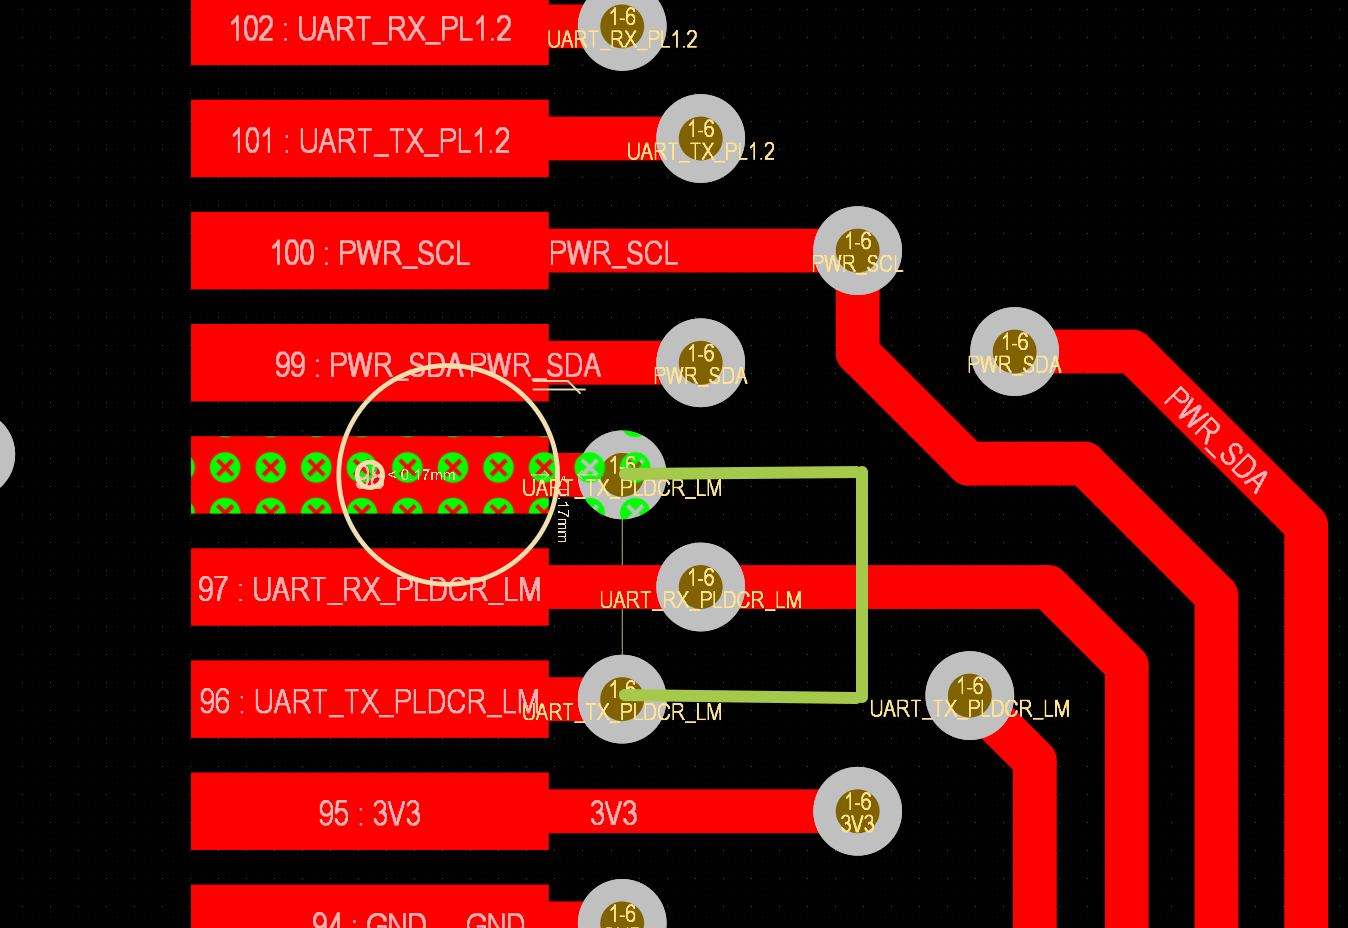 102 : UART_RX_PL1.2
1-6
UART_RX_PL1.2
101 : UART_TX_PL1.2
1-6
UART_TX_PL1.2
100 : PWR_SCL
PWR_SCL
1-6
PWR_SCL
99 : PWR_SDA
PWR_SDA
1-6
PWR_SDA
1-6
PWR_SDA
PWR_SDA
98
< 0.17mm
1-6
UART_TX_PLDCR_LM
97 : UART_RX_PLDCR_LM
1-6
UART_RX_PLDCR_LM
96 : UART_TX_PLDCR_LM
1-6
UART_TX_PLDCR_LM
1-6
UART_TX_PLDCR_LM
95 : 3V3
3V3
1-6
3V3
94 : GND
GND
1-6